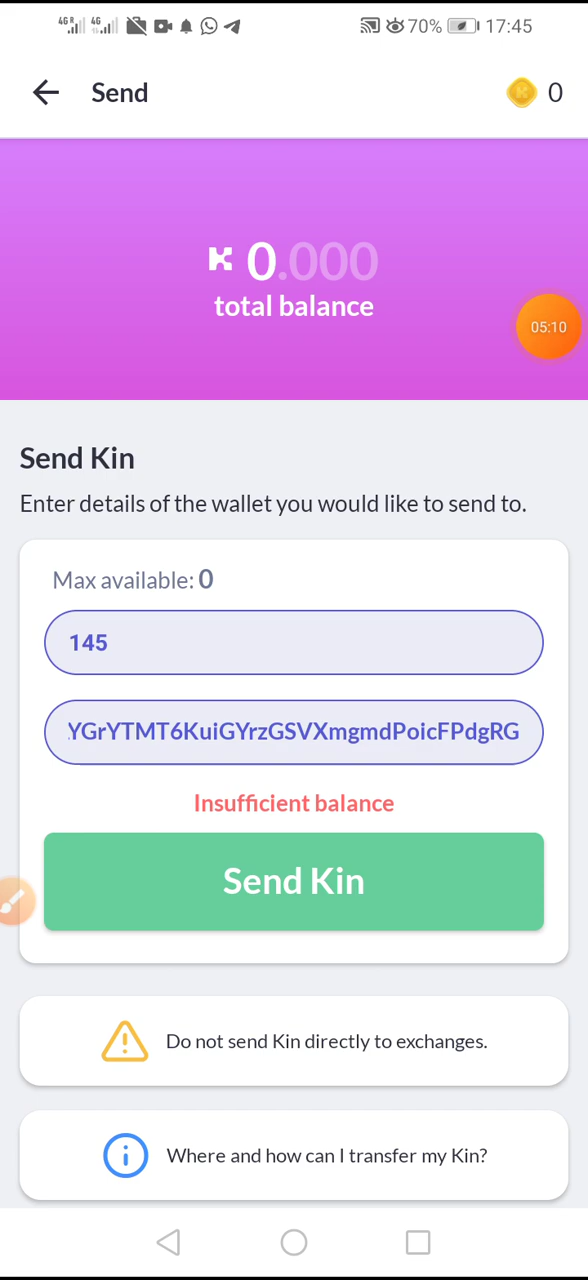 4G R 4G 70% 17:45
Send 0
0.000
total balance
05:10
Send Kin
Enter details of the wallet you would like to send to.
Max available: 0
145
YGrYTMT6KuiGYrzGSVXmgmdPoicFPdgRG
Insufficient balance
Send Kin
Do not send Kin directly to exchanges.
Where and how can I transfer my Kin?